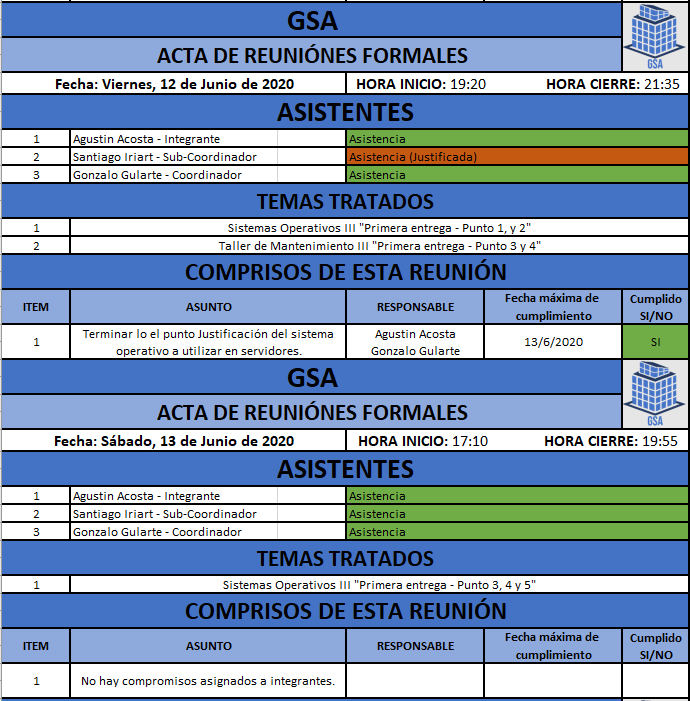 GSA
GSA
ACTA DE REUNIÓNES FORMALES
Fecha: Viernes, 12 de Junio de 2020 HORA INICIO: 19:20 HORA CIERRE: 21:35
ASISTENTES
1 Agustin Acosta - Integrante Asistencia
2 Santiago Iriart - Sub-Coordinador Asistencia (Justificada)
3 Gonzalo Gularte - Coordinador Asistencia
TEMAS TRATADOS
1 Sistemas Operativos III "Primera entrega - Punto 1, y 2"
2 Taller de Mantenimiento III "Primera entrega - Punto 3 y 4"
COMPRISOS DE ESTA REUNIÓN
ITEM ASUNTO RESPONSABLE Fecha máxima de cumplimiento Cumplido SI/NO
1 Terminar lo el punto Justificación del sistema operativo a utilizar en servidores. Agustin Acosta Gonzalo Gularte 13/6/2020 SI
GSA
GSA
ACTA DE REUNIÓNES FORMALES
Fecha: Sábado, 13 de Junio de 2020 HORA INICIO: 17:10 HORA CIERRE: 19:55
ASISTENTES
1 Agustin Acosta - Integrante Asistencia
2 Santiago Iriart - Sub-Coordinador Asistencia
3 Gonzalo Gularte - Coordinador Asistencia
TEMAS TRATADOS
1 Sistemas Operativos III "Primera entrega - Punto 3, 4 y 5"
COMPRISOS DE ESTA REUNIÓN
ITEM ASUNTO RESPONSABLE Fecha máxima de cumplimiento Cumplido SI/NO
1 No hay compromisos asignados a integrantes.